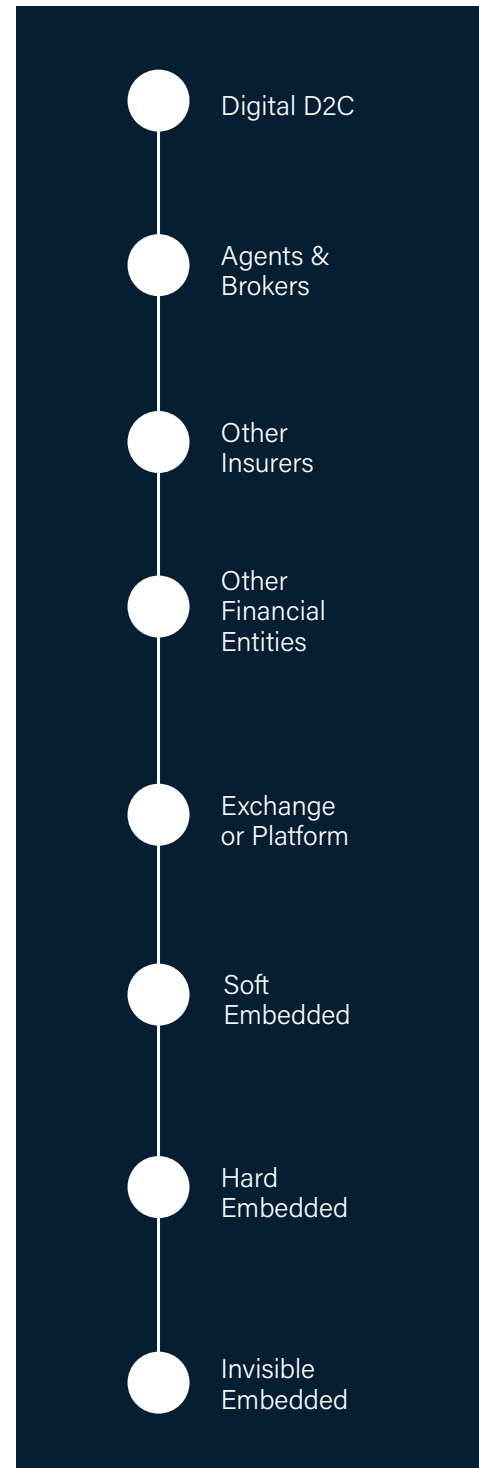 Digital D2C
Agents &
Brokers
Other
Insurers
Other
Financial
Entities
Exchange
or Platform
Soft
Embedded
Hard
Embedded
Invisible
Embedded